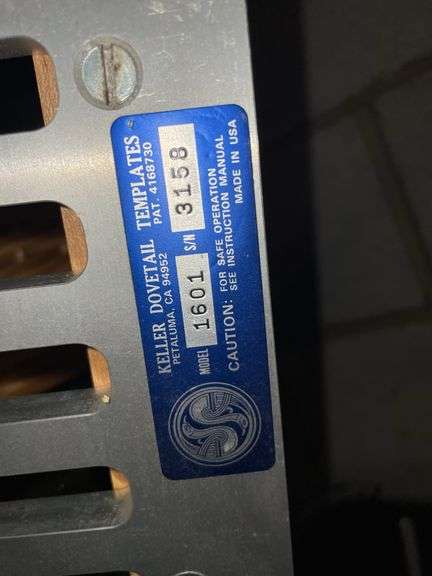 KELLER DOVETAIL TEMPLATES
PETALUMA, CA 94952 PAT. 4168730
MODEL 1601 S/N 3158
CAUTION: FOR SAFE OPERATION
SEE INSTRUCTION MANUAL
MADE IN USA